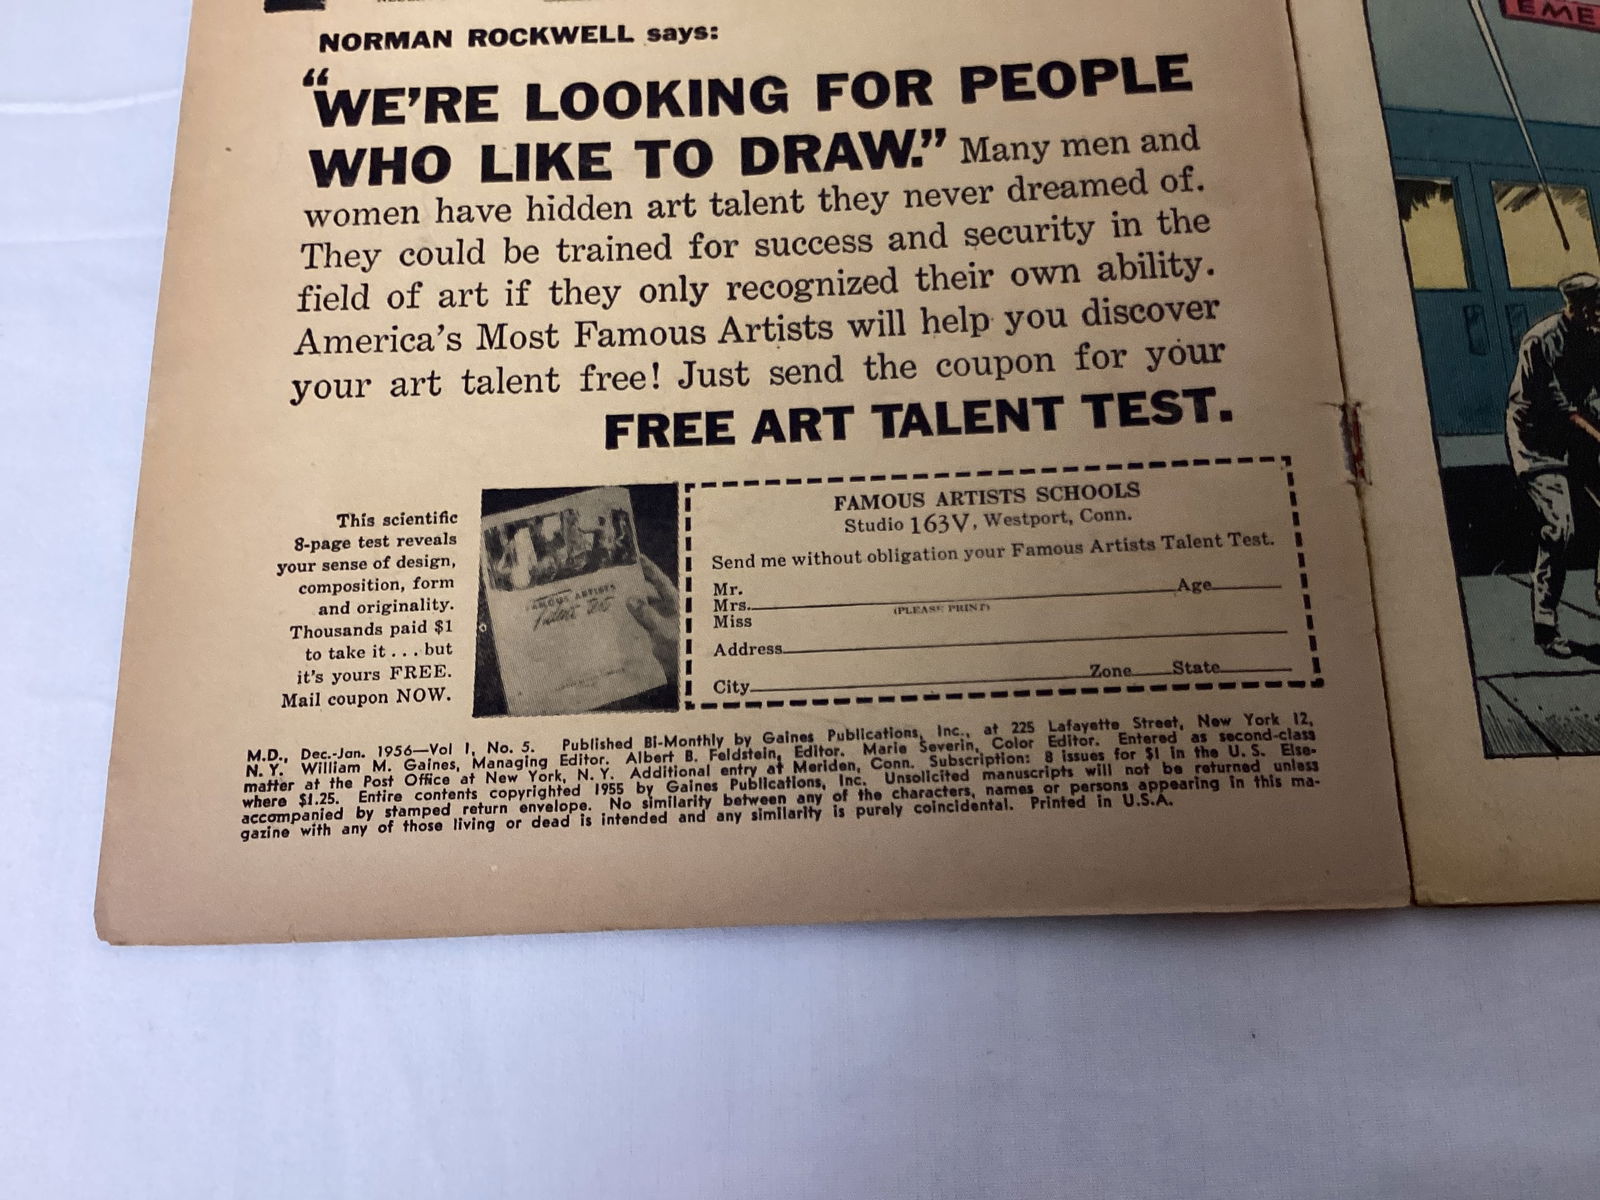 NORMAN ROCKWELL says:
“WE’RE LOOKING FOR PEOPLE
WHO LIKE TO DRAW.” Many men and
women have hidden art talent they never dreamed of.
They could be trained for success and security in the
field of art if they only recognized their own ability.
America’s Most Famous Artists will help you discover
your art talent free! Just send the coupon for your
FREE ART TALENT TEST.
This scientific
8-page test reveals
your sense of design,
composition, form
and originality.
Thousands paid $1
to take it . . . but
it’s yours FREE.
Mail coupon NOW.
FAMOUS ARTISTS
Talent Test
FAMOUS ARTISTS SCHOOLS
Studio 163V, Westport, Conn.
Send me without obligation your Famous Artists Talent Test.
Mr.
Mrs. Age
(PLEASE PRINT)
Miss
Address
City Zone State
M.D., Dec.-Jan. 1956—Vol 1, No. 5. Published Bi-Monthly by Gaines Publications, Inc., at 225 Lafayette Street, New York 12,
N. Y. William M. Gaines, Managing Editor. Albert B. Feldstein, Editor. Marie Severin, Color Editor. Entered as second-class
matter at the Post Office at New York, N. Y. Additional entry at Meriden, Conn. Subscription: 8 issues for $1 in the U. S. Else-
where $1.25. Entire contents copyrighted 1955 by Gaines Publications, Inc. Unsolicited manuscripts will not be returned unless
accompanied by stamped return envelope. No similarity between any of the characters, names or persons appearing in this ma-
gazine with any of those living or dead is intended and any similarity is purely coincidental. Printed in U.S.A.
EME